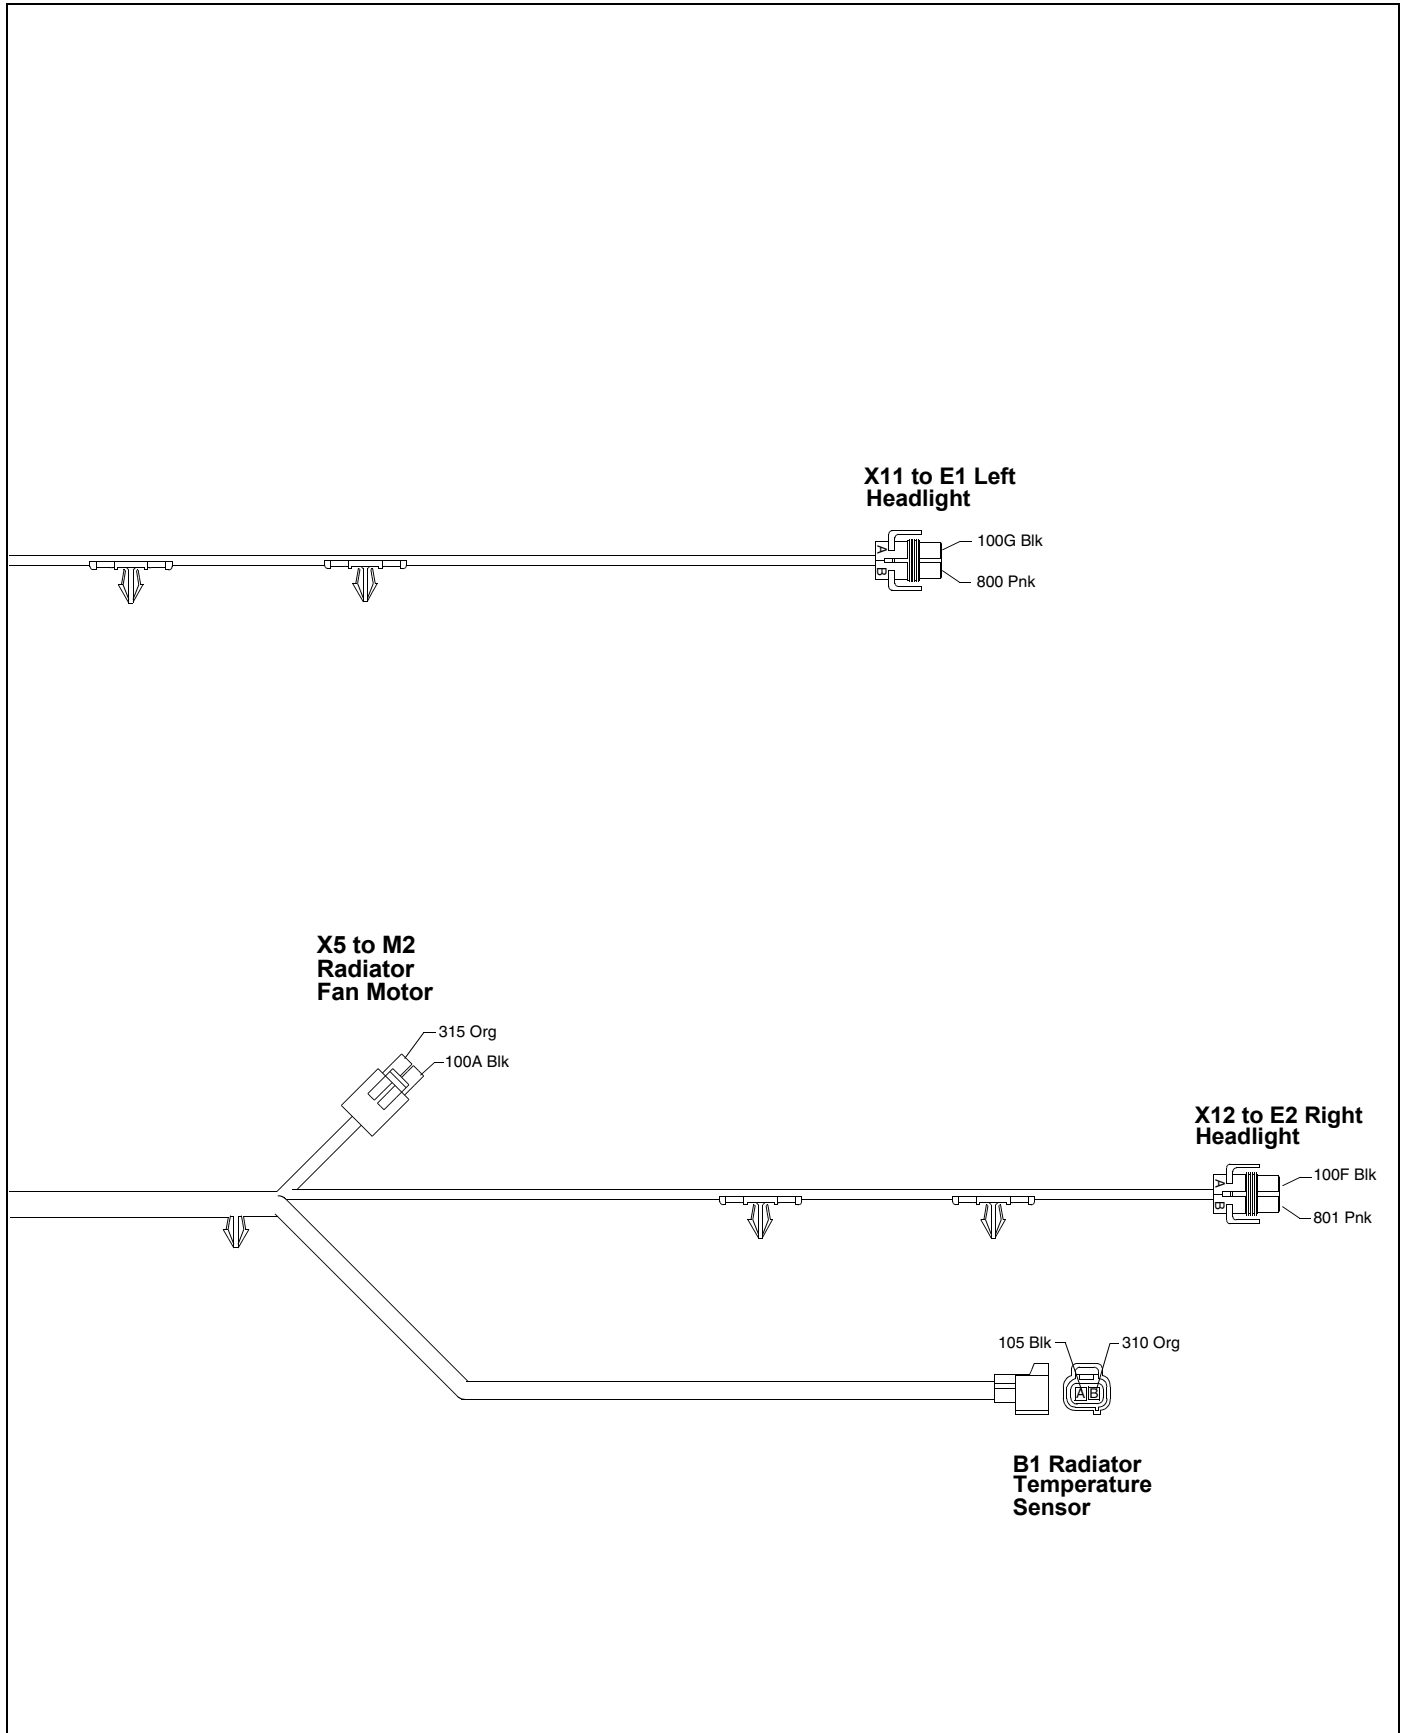 X11 to E1 Left
Headlight
A
B
100G Blk
800 Pnk
X5 to M2
Radiator
Fan Motor
315 Org
100A Blk
X12 to E2 Right
Headlight
A
B
100F Blk
801 Pnk
105 Blk
310 Org
A B
B1 Radiator
Temperature
Sensor